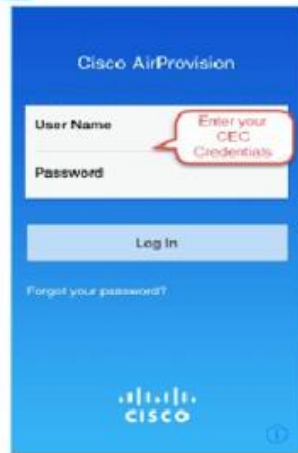 Cisco AirProvision
User Name
Enter your
CEC
Credentials
Password
Log In
Forgot your password?
CISCO